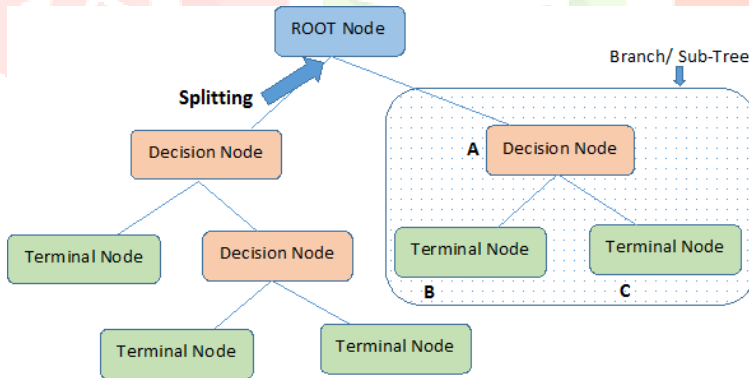 ROOT Node
Branch/ Sub-Tree
Splitting
Decision Node
A
Decision Node
Terminal Node
Decision Node
Terminal Node
Terminal Node
B
C
Terminal Node
Terminal Node